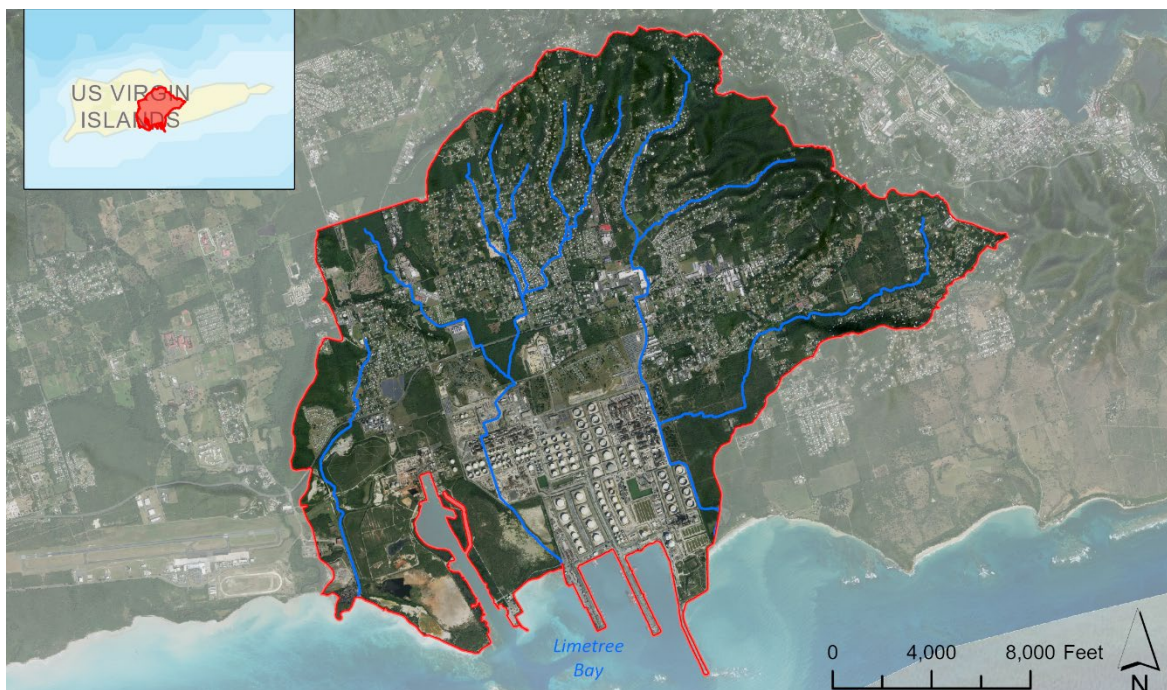 US VIRGIN
ISLANDS
Limetree
Bay
0 4,000 8,000 Feet
N